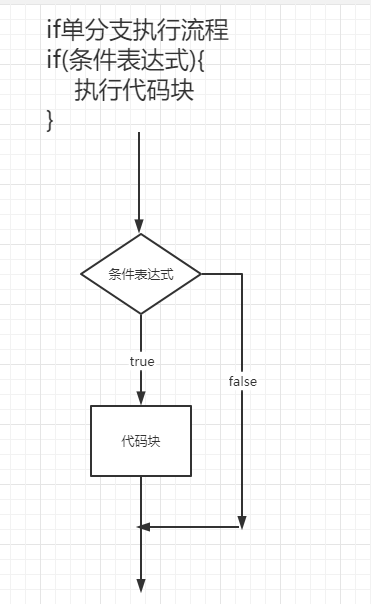 if单分支执行流程
if(条件表达式){
执行代码块
}
条件表达式
true
false
代码块